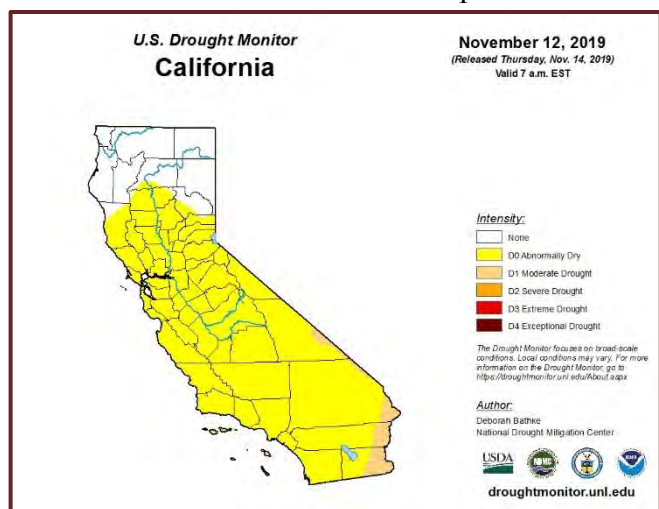 U.S. Drought Monitor
California
November 12, 2019
(Released Thursday, Nov. 14, 2019)
Valid 7 a.m. EST
Intensity:
None
D0 Abnormally Dry
D1 Moderate Drought
D2 Severe Drought
D3 Extreme Drought
D4 Exceptional Drought
The Drought Monitor focuses on broad-scale
conditions. Local conditions may vary. For more
information on the Drought Monitor, go to
https://droughtmonitor.unl.edu/About.aspx
Author:
Deborah Bathke
National Drought Mitigation Center
USDA
droughtmonitor.unl.edu